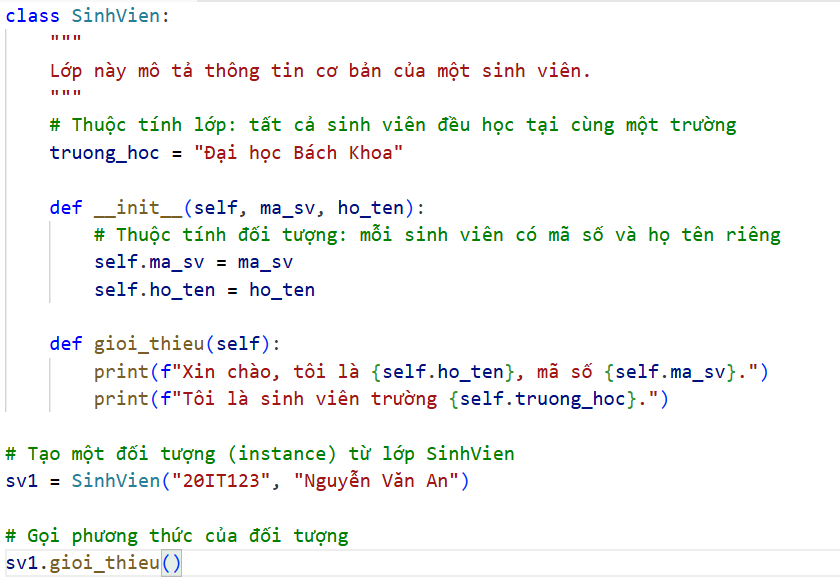 class SinhVien:
    """
    Lớp này mô tả thông tin cơ bản của một sinh viên.
    """
    # Thuộc tính lớp: tất cả sinh viên đều học tại cùng một trường
    truong_hoc = "Đại học Bách Khoa"

    def __init__(self, ma_sv, ho_ten):
        # Thuộc tính đối tượng: mỗi sinh viên có mã số và họ tên riêng
        self.ma_sv = ma_sv
        self.ho_ten = ho_ten

    def gioi_thieu(self):
        print(f"Xin chào, tôi là {self.ho_ten}, mã số {self.ma_sv}.")
        print(f"Tôi là sinh viên trường {self.truong_hoc}.")

# Tạo một đối tượng (instance) từ lớp SinhVien
sv1 = SinhVien("20IT123", "Nguyễn Văn An")

# Gọi phương thức của đối tượng
sv1.gioi_thieu()